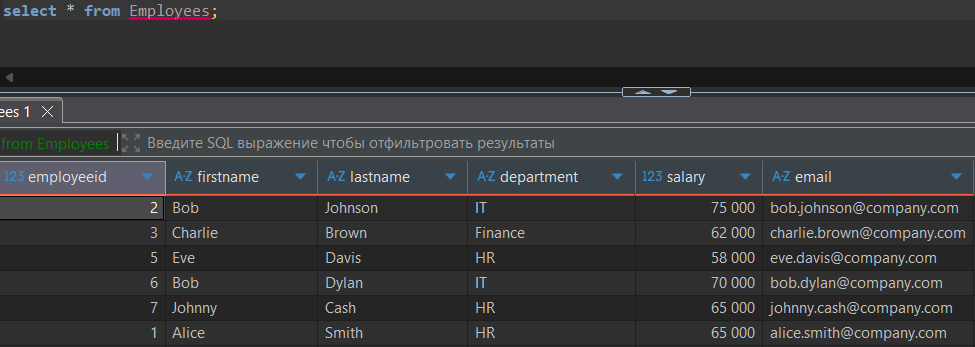 select * from Employees;
ees 1
from Employees Введите SQL выражение чтобы отфильтровать результаты
123 employeeid A-Z firstname A-Z lastname A-Z department 123 salary A-Z email
2 Bob Johnson IT 75 000 bob.johnson@company.com
3 Charlie Brown Finance 62 000 charlie.brown@company.com
5 Eve Davis HR 58 000 eve.davis@company.com
6 Bob Dylan IT 70 000 bob.dylan@company.com
7 Johnny Cash HR 65 000 johnny.cash@company.com
1 Alice Smith HR 65 000 alice.smith@company.com